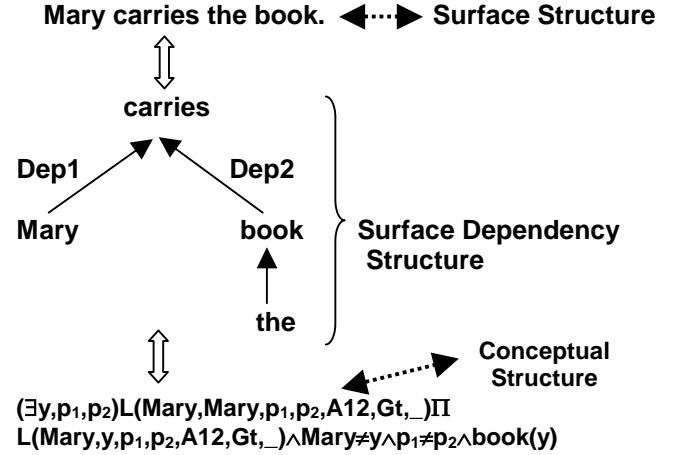 Mary carries the book. Surface Structure
carries
Dep1 Dep2
Mary book
Surface Dependency
Structure
the
Conceptual
Structure
(∃y,p₁,p₂)L(Mary,Mary,p₁,p₂,A12,Gt,_)Π
L(Mary,y,p₁,p₂,A12,Gt,_)∧Mary≠y∧p₁≠p₂∧book(y)